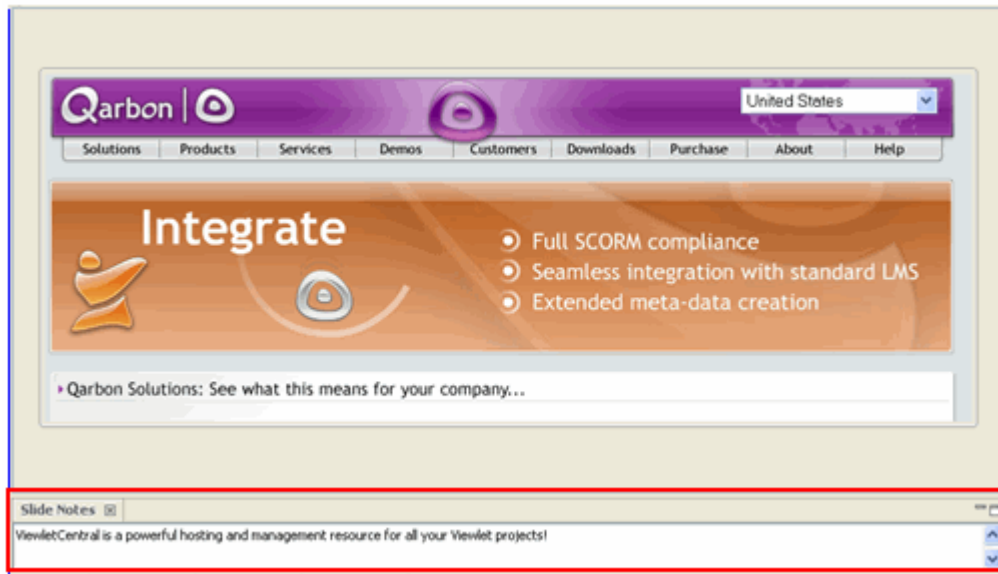 Qarbon
United States
Solutions Products Services Demos Customers Downloads Purchase About Help
Integrate
Full SCORM compliance
Seamless integration with standard LMS
Extended meta-data creation
Qarbon Solutions: See what this means for your company...
Slide Notes
ViewletCentral is a powerful hosting and management resource for all your Viewlet projects!